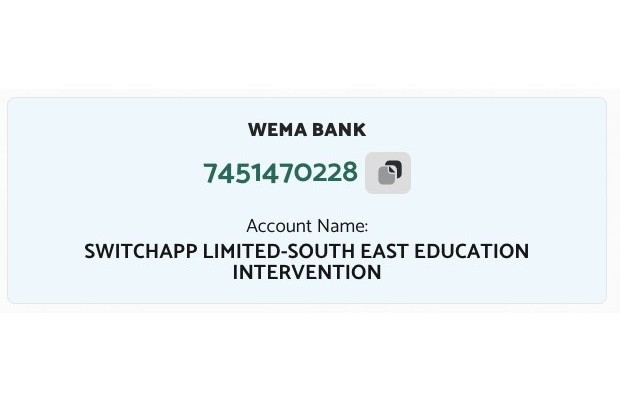 WEMA BANK
7451470228
Account Name:
SWITCHAPP LIMITED-SOUTH EAST EDUCATION
INTERVENTION